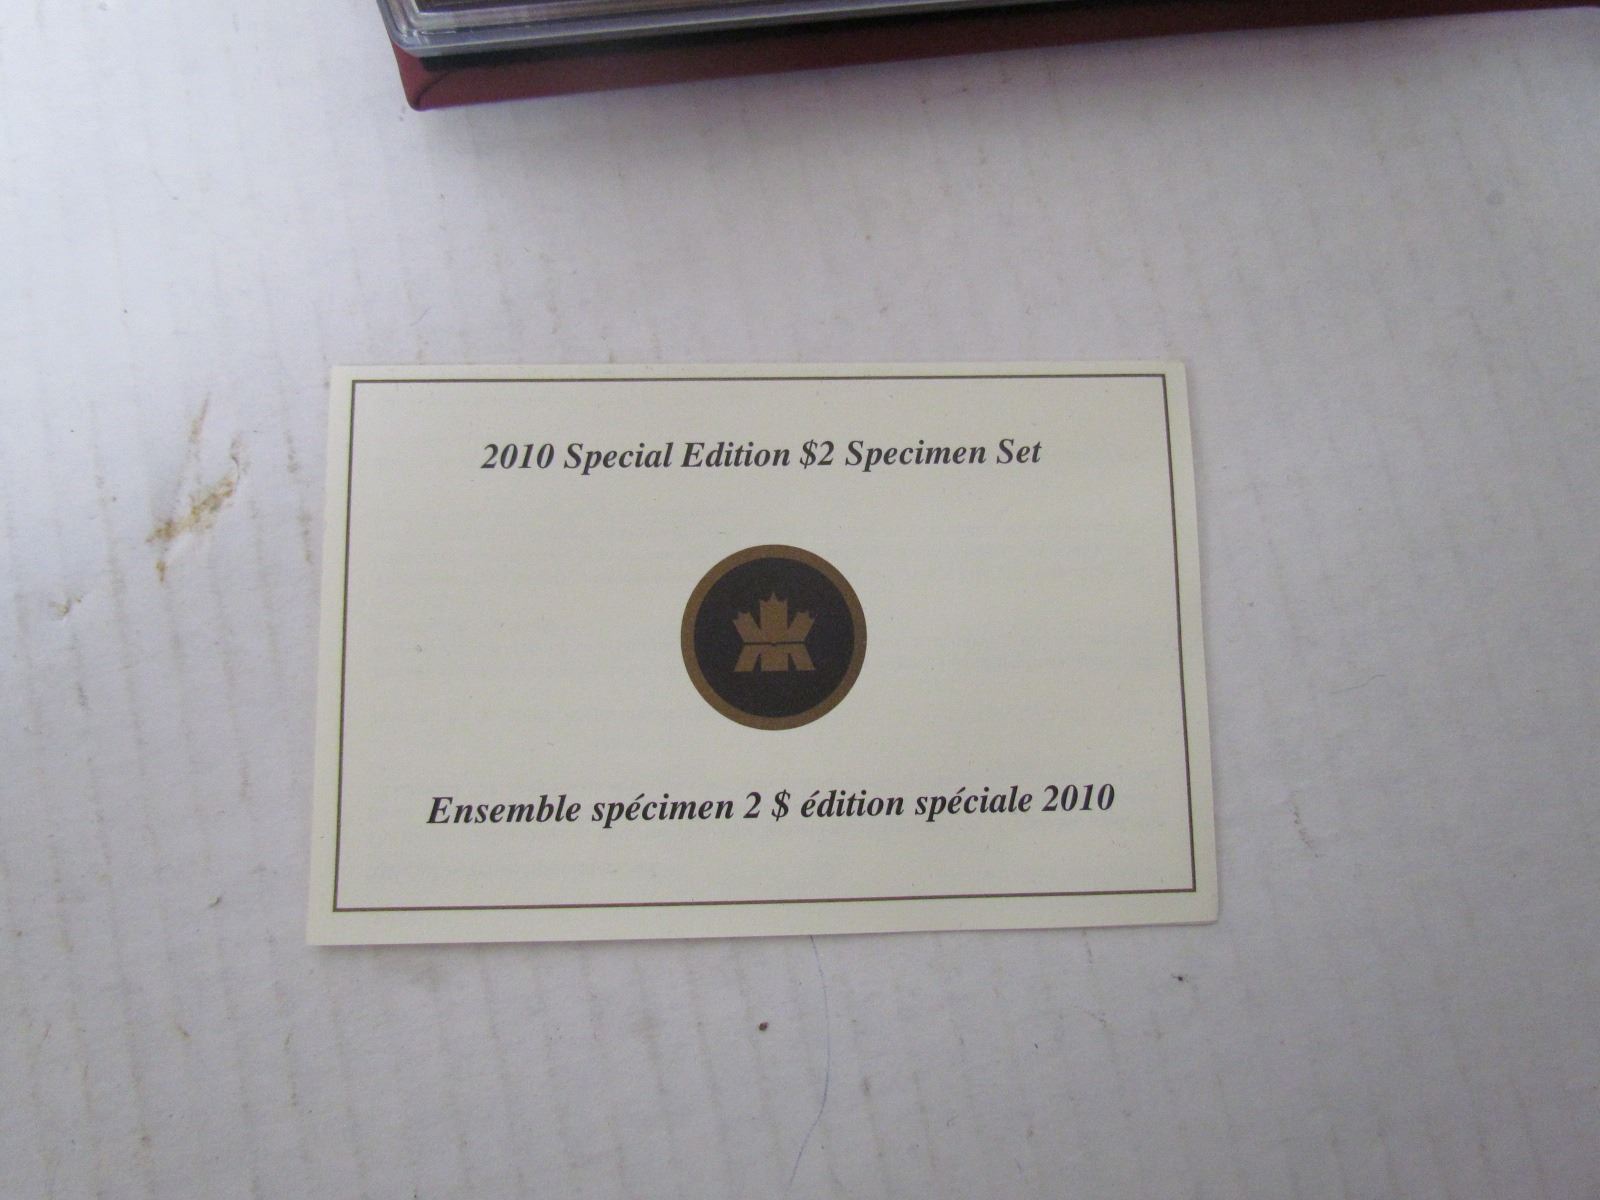 2010 Special Edition $2 Specimen Set
Ensemble spécimen 2 $ édition spéciale 2010